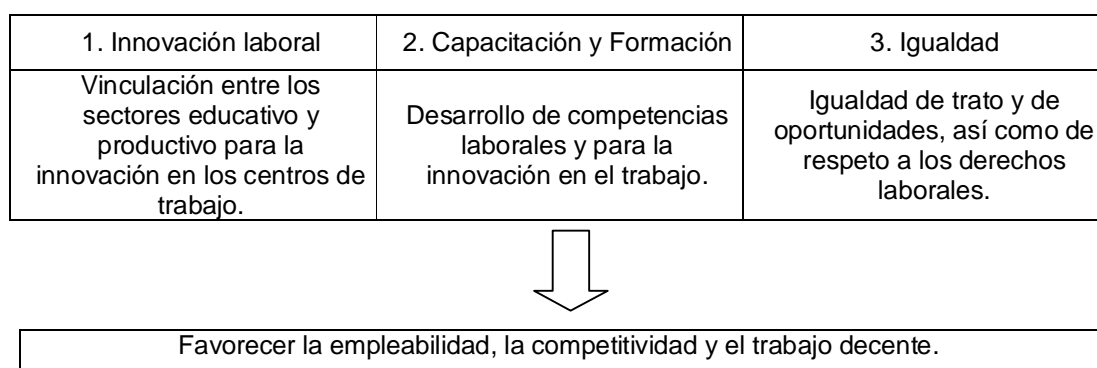 1. Innovación laboral
2. Capacitación y Formación
3. Igualdad
Vinculación entre los
sectores educativo y
productivo para la
innovación en los centros de
trabajo.
Desarrollo de competencias
laborales y para la
innovación en el trabajo.
Igualdad de trato y de
oportunidades, así como de
respeto a los derechos
laborales.
Favorecer la empleabilidad, la competitividad y el trabajo decente.